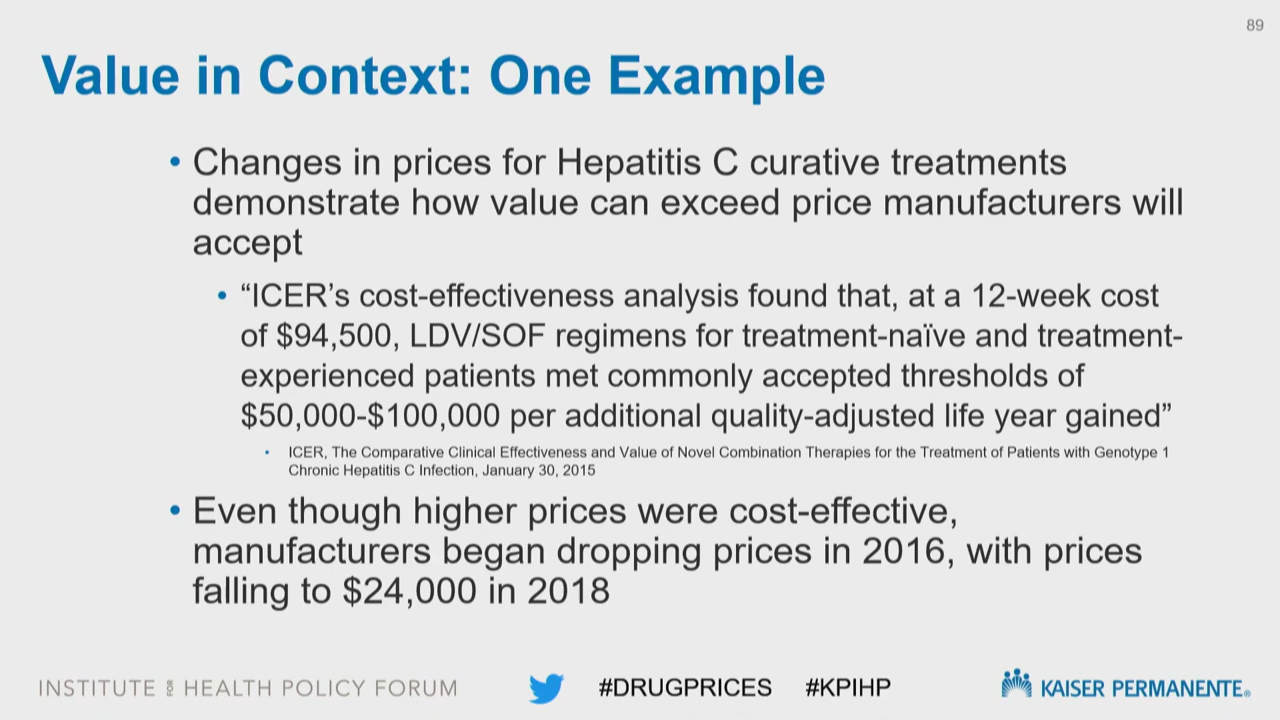 89
Value in Context: One Example
• Changes in prices for Hepatitis C curative treatments
demonstrate how value can exceed price manufacturers will
accept
• “ICER’s cost-effectiveness analysis found that, at a 12-week cost
of $94,500, LDV/SOF regimens for treatment-naïve and treatment-
experienced patients met commonly accepted thresholds of
$50,000-$100,000 per additional quality-adjusted life year gained”
• ICER, The Comparative Clinical Effectiveness and Value of Novel Combination Therapies for the Treatment of Patients with Genotype 1
Chronic Hepatitis C Infection, January 30, 2015
• Even though higher prices were cost-effective,
manufacturers began dropping prices in 2016, with prices
falling to $24,000 in 2018
INSTITUTE FOR HEALTH POLICY FORUM
#DRUGPRICES #KPIHP
KAISER PERMANENTE®